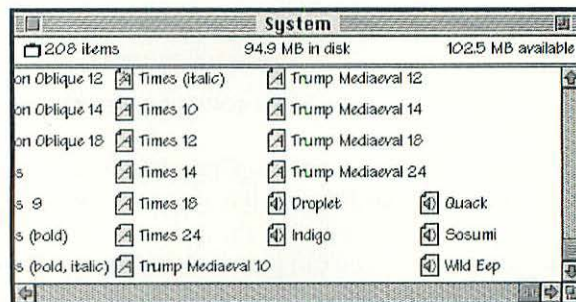 System
208 items 94.9 MB in disk 102.5 MB available
on Oblique 12 Times (italic) Trump Mediaeval 12
on Oblique 14 Times 10 Trump Mediaeval 14
on Oblique 18 Times 12 Trump Mediaeval 18
s Times 14 Trump Mediaeval 24
s 9 Times 18 Droplet Quack
s (bold) Times 24 Indigo Sosumi
s (bold, italic) Trump Mediaeval 10 Wild Eep